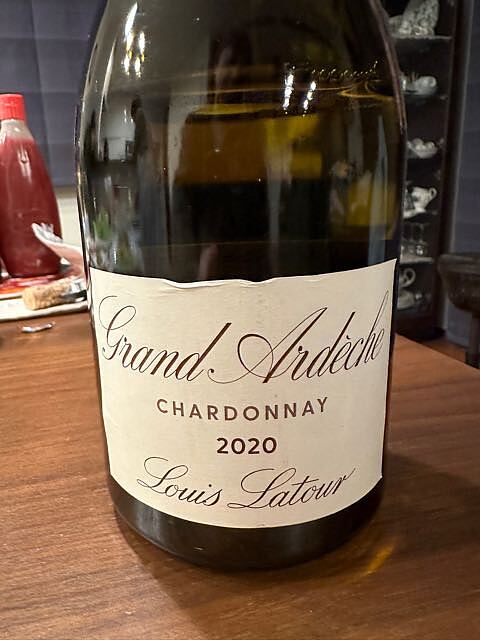 Grand Ardèche
CHARDONNAY
2020
Louis Latour